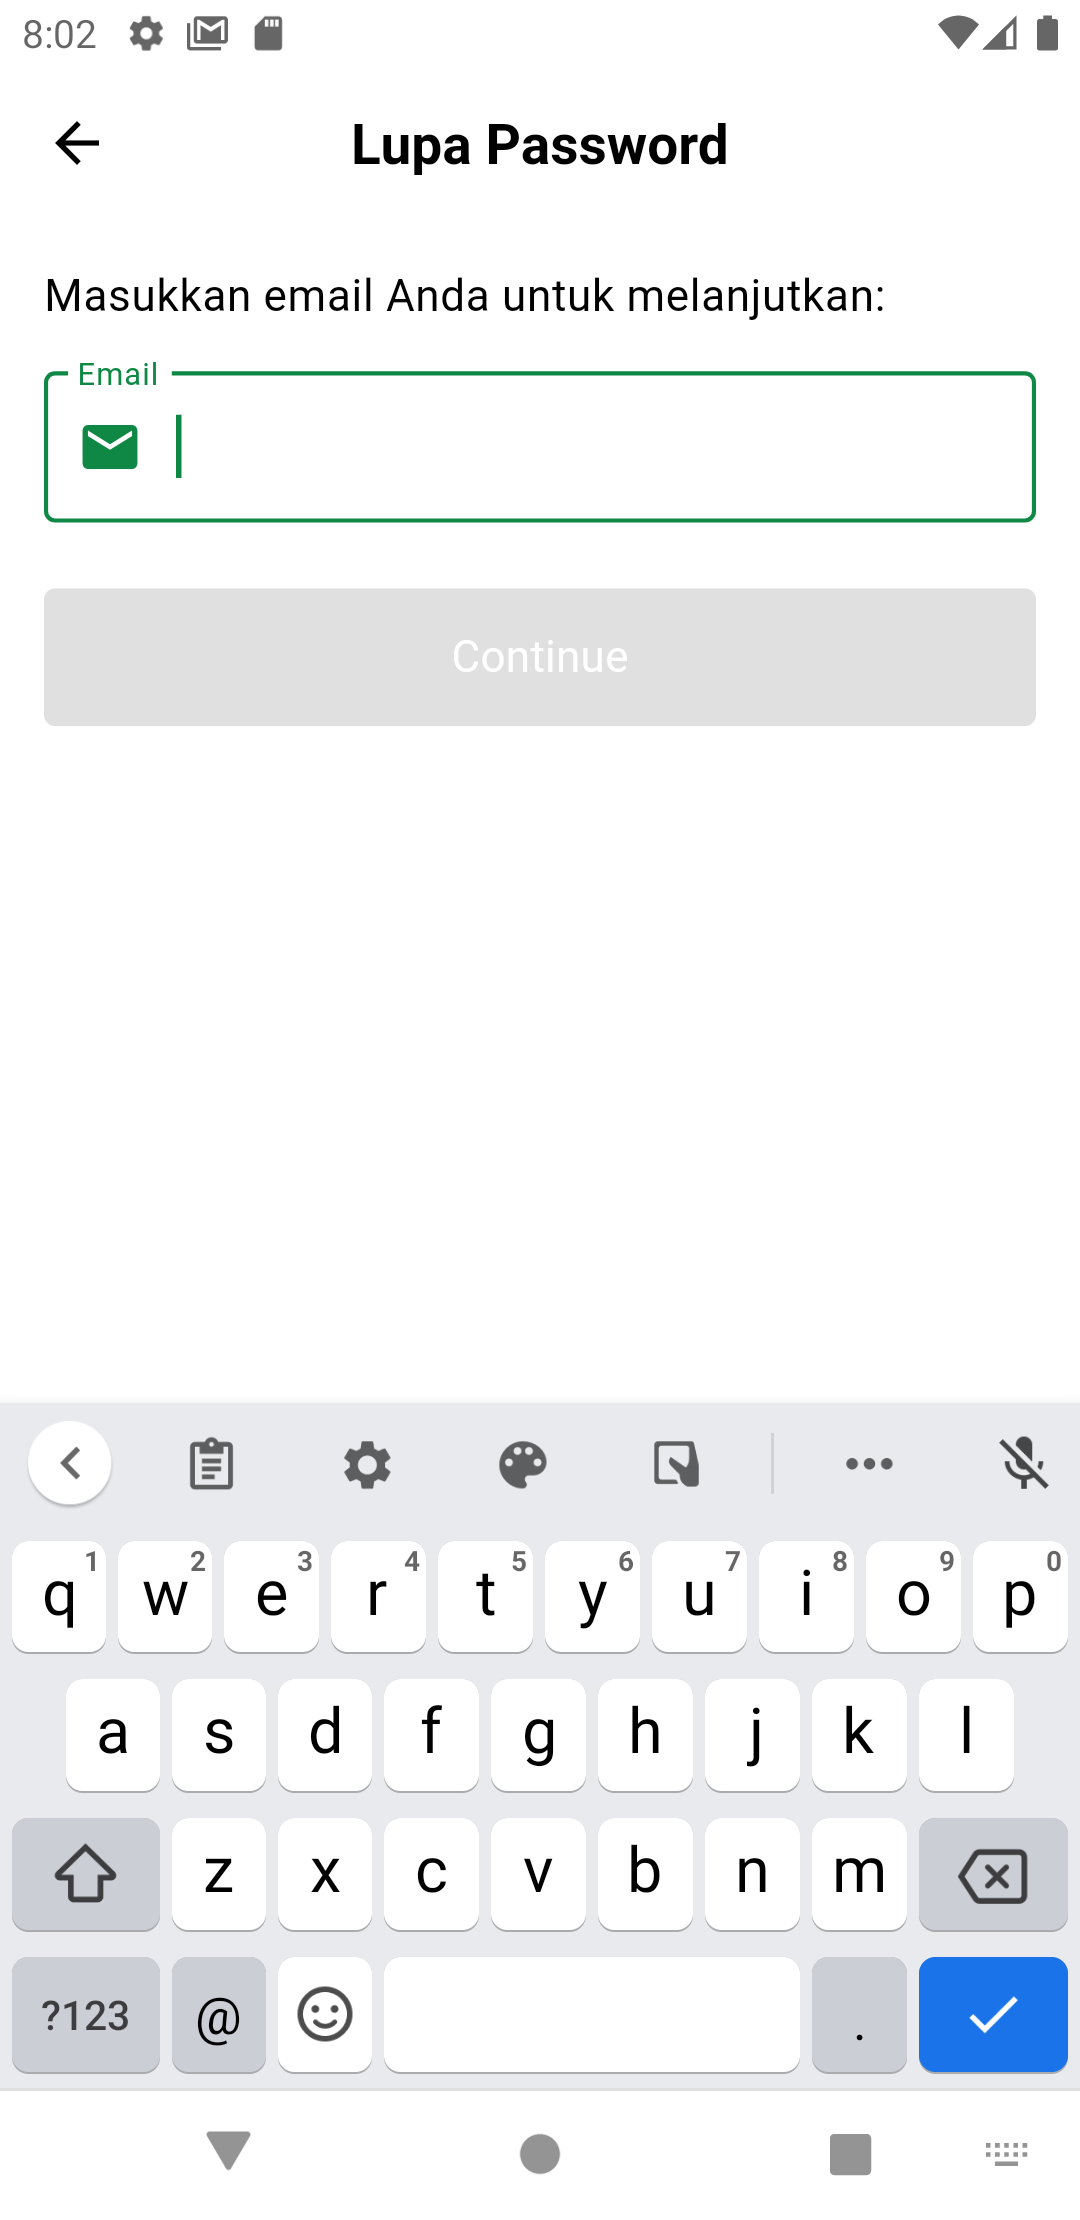 8:02
Lupa Password
Masukkan email Anda untuk melanjutkan:
Email
Continue
q 1 w 2 e 3 r 4 t 5 y 6 u 7 i 8 o 9 p 0
a s d f g h j k l
z x c v b n m
?123 @ .